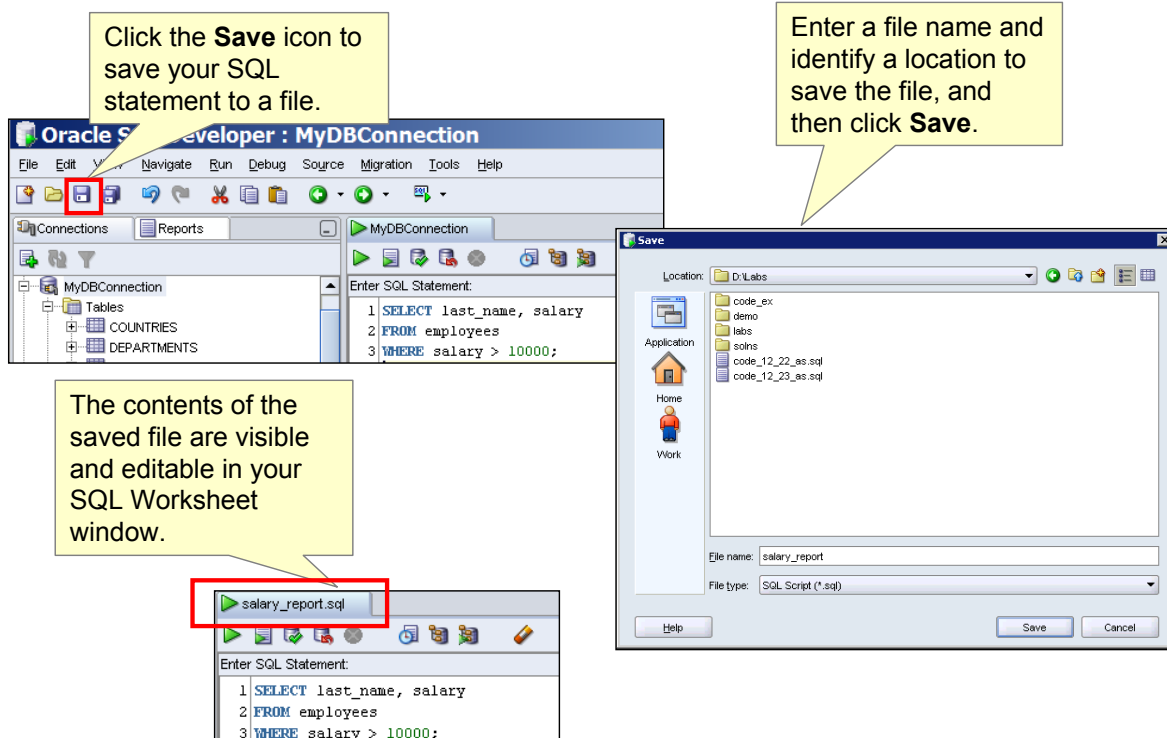 Click the Save icon to
save your SQL
statement to a file.
Enter a file name and
identify a location to
save the file, and
then click Save.
Oracle S eveloper : MyDBConnection
File Edit V Navigate Run Debug Source Migration Tools Help
Connections Reports
MyDBConnection
MyDBConnection
Tables
COUNTRIES
DEPARTMENTS
Enter SQL Statement:
1 SELECT last_name, salary
2 FROM employees
3 WHERE salary > 10000;
Save
Location: D:\Labs
Application
Home
Work
code_ex
demo
labs
solns
code_12_22_as.sql
code_12_23_as.sql
File name: salary_report
File type: SQL Script (*.sql)
Help Save Cancel
The contents of the
saved file are visible
and editable in your
SQL Worksheet
window.
salary_report.sql
Enter SQL Statement:
1 SELECT last_name, salary
2 FROM employees
3 WHERE salary > 10000;